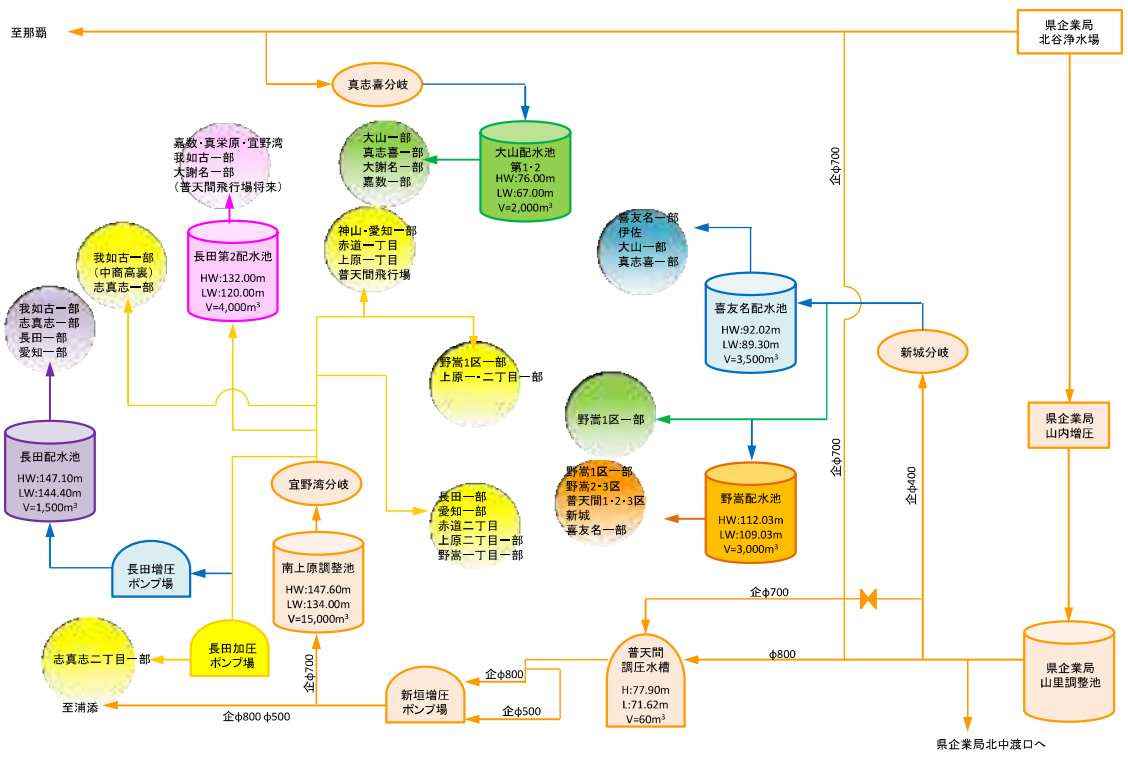 県企業局
北谷浄水場
至那覇
真志喜分岐
企φ700
大山一部
真志喜一部
大謝名一部
嘉数一部
大山配水池
第1・2
HW:76.00m
LW:67.00m
V=2,000m³
嘉数・真栄原・宜野湾
我如古一部
大謝名一部
(普天間飛行場将来)
神山・愛知一部
赤道一丁目
上原一丁目
普天間飛行場
喜友名一部
伊佐
大山一部
真志喜一部
我如古一部
(中商高裏)
志真志一部
長田第2配水池
HW:132.00m
LW:120.00m
V=4,000m³
喜友名配水池
HW:92.02m
LW:89.30m
V=3,500m³
新城分岐
我如古一部
志真志一部
長田一部
愛知一部
野嵩1区一部
上原一・二丁目一部
野嵩1区一部
県企業局
山内増圧
長田配水池
HW:147.10m
LW:144.40m
V=1,500m³
宜野湾分岐
企φ700
企φ400
野嵩1区一部
野嵩2・3区
普天間1・2・3区
新城
喜友名一部
野嵩配水池
HW:112.03m
LW:109.03m
V=3,000m³
長田一部
愛知一部
赤道二丁目
上原二丁目一部
野嵩一丁目一部
長田増圧
ポンプ場
南上原調整池
HW:147.60m
LW:134.00m
V=15,000m³
企φ700
志真志二丁目一部
長田加圧
ポンプ場
企φ700
普天間
調圧水槽
H:77.90m
L:71.62m
V=60m³
φ800
県企業局
山里調整池
企φ800
企φ500
新垣増圧
ポンプ場
至浦添
企φ800 φ500
県企業局北中渡口へ